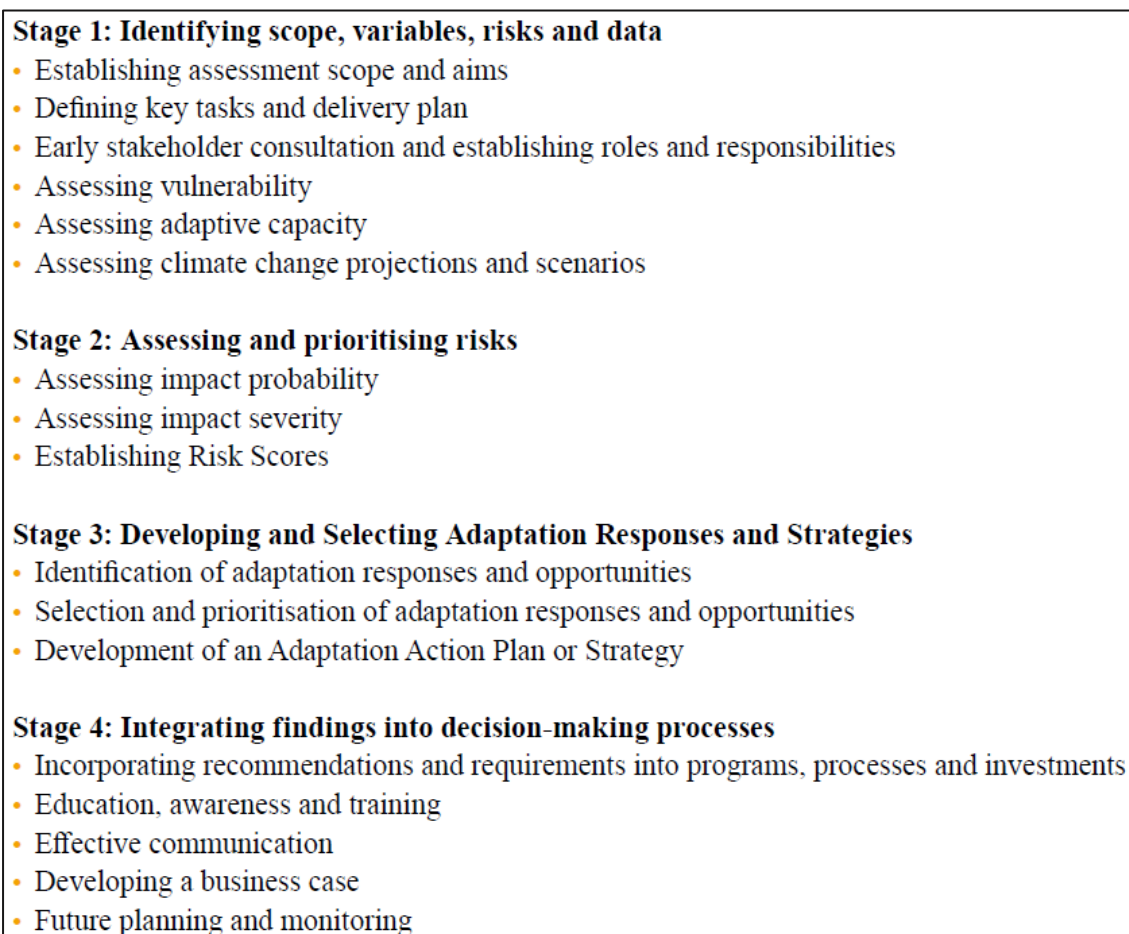 Stage 1: Identifying scope, variables, risks and data
• Establishing assessment scope and aims
• Defining key tasks and delivery plan
• Early stakeholder consultation and establishing roles and responsibilities
• Assessing vulnerability
• Assessing adaptive capacity
• Assessing climate change projections and scenarios
Stage 2: Assessing and prioritising risks
• Assessing impact probability
• Assessing impact severity
• Establishing Risk Scores
Stage 3: Developing and Selecting Adaptation Responses and Strategies
• Identification of adaptation responses and opportunities
• Selection and prioritisation of adaptation responses and opportunities
• Development of an Adaptation Action Plan or Strategy
Stage 4: Integrating findings into decision-making processes
• Incorporating recommendations and requirements into programs, processes and investments
• Education, awareness and training
• Effective communication
• Developing a business case
• Future planning and monitoring